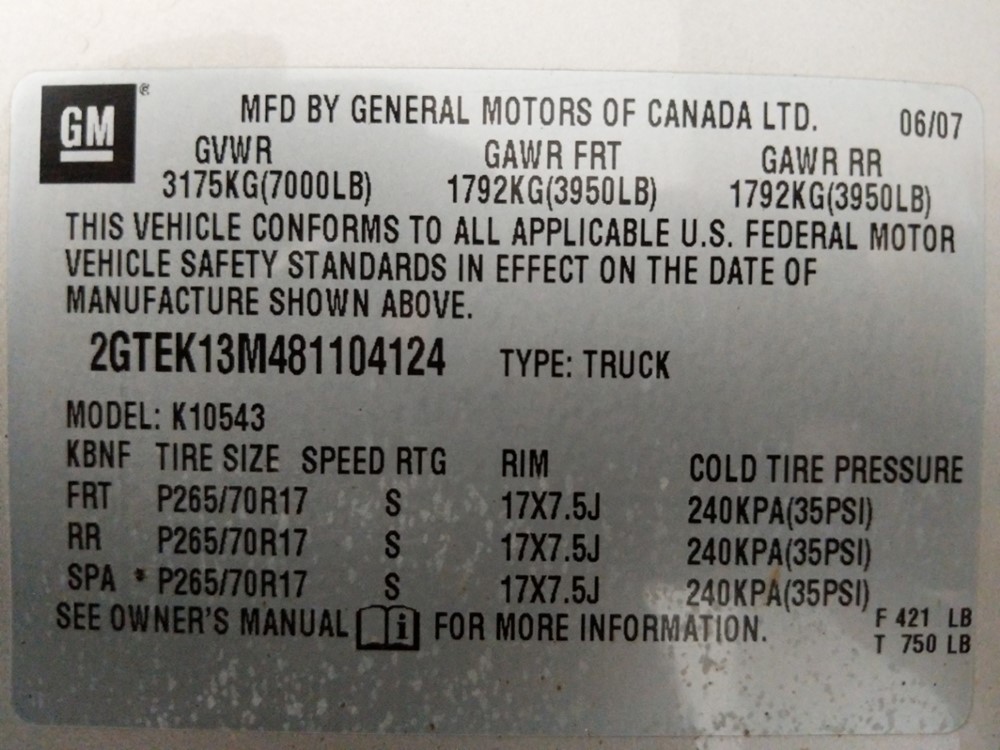 GM®
MFD BY GENERAL MOTORS OF CANADA LTD. 06/07
GVWR GAWR FRT GAWR RR
3175KG(7000LB) 1792KG(3950LB) 1792KG(3950LB)
THIS VEHICLE CONFORMS TO ALL APPLICABLE U.S. FEDERAL MOTOR
VEHICLE SAFETY STANDARDS IN EFFECT ON THE DATE OF
MANUFACTURE SHOWN ABOVE.
2GTEK13M481104124 TYPE: TRUCK
MODEL: K10543
KBNF TIRE SIZE SPEED RTG RIM COLD TIRE PRESSURE
FRT P265/70R17 S 17X7.5J 240KPA(35PSI)
RR P265/70R17 S 17X7.5J 240KPA(35PSI)
SPA * P265/70R17 S 17X7.5J 240KPA(35PSI)
SEE OWNER'S MANUAL i FOR MORE INFORMATION. F 421 LB
T 750 LB